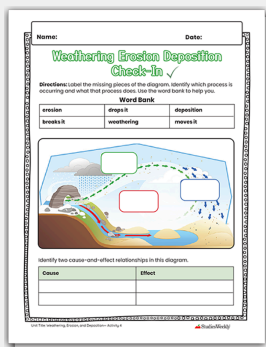 Name: Date:
Weathering Erosion Deposition
Check-In
Directions: Label the missing pieces of the diagram. Identify which process is
occurring and what that process does. Use the word bank to help you.
Word Bank
erosion drops it deposition
breaks it weathering moves it
Identify two cause-and-effect relationships in this diagram.
Cause Effect
Unit Title: Weathering, Erosion, and Deposition • Activity 4
StudiesWeekly